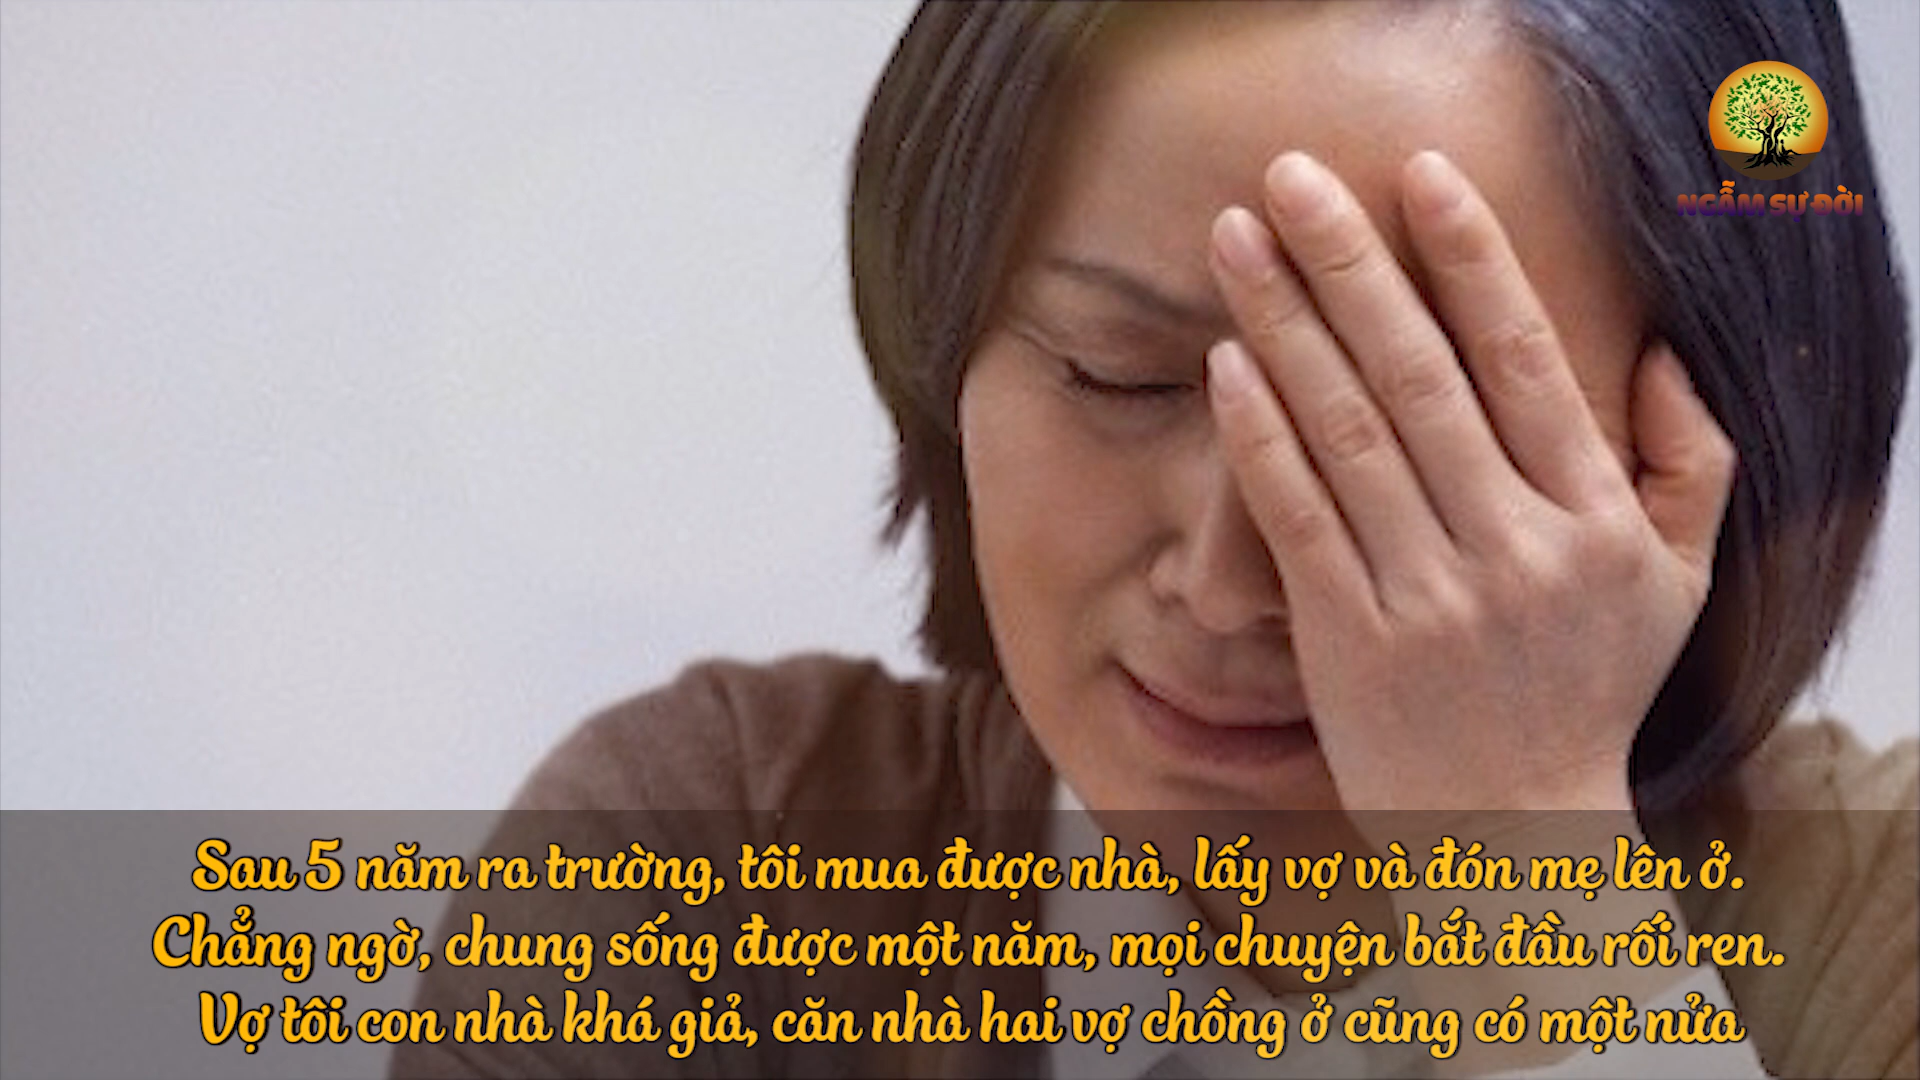 NGẪM SỰ ĐỜI
Sau 5 năm ra trường, tôi mua được nhà, lấy vợ và đón mẹ lên ở.
Chẳng ngờ, chung sống được một năm, mọi chuyện bắt đầu rối ren.
Vợ tôi con nhà khá giả, căn nhà hai vợ chồng ở cũng có một nửa